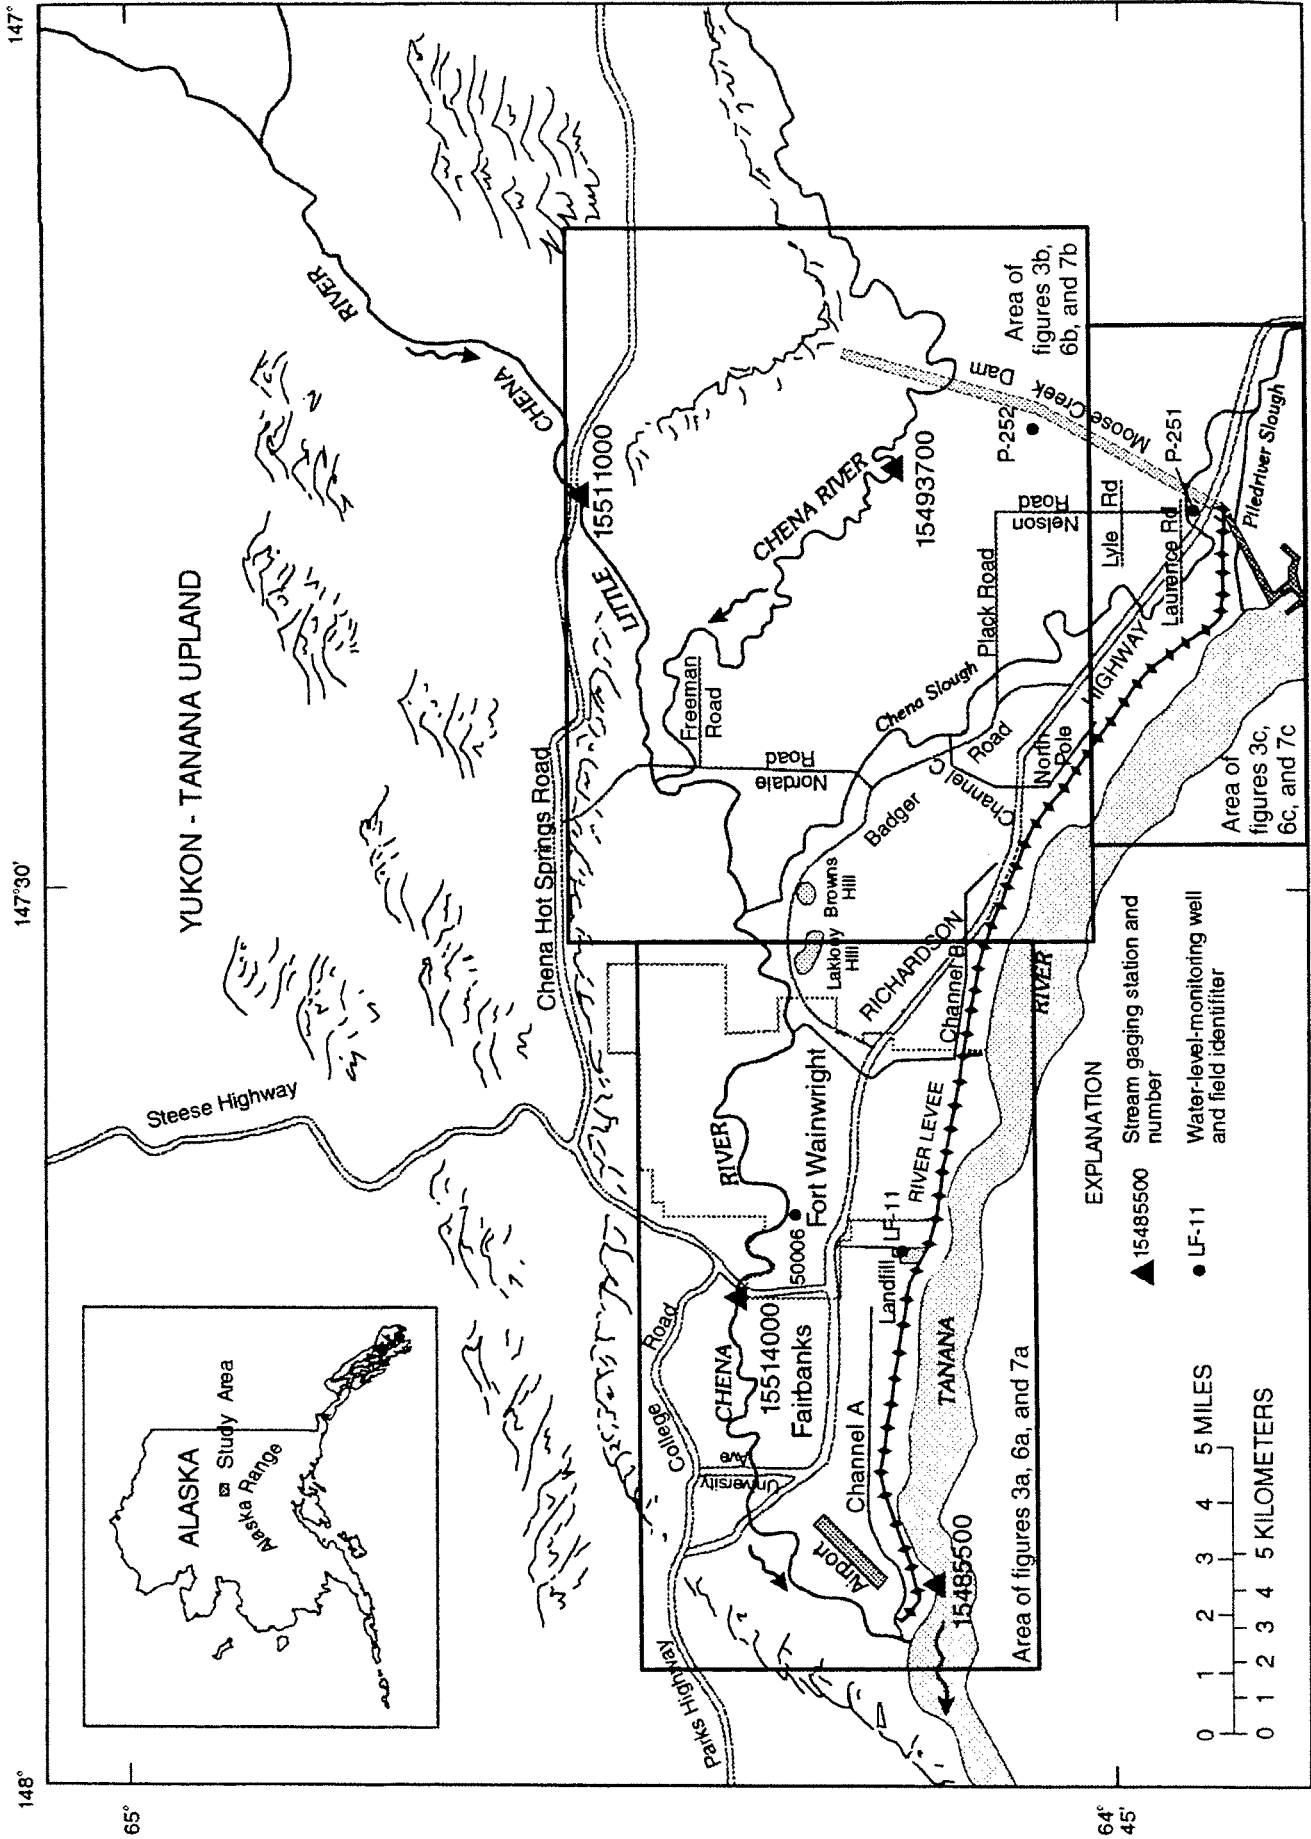 148°
147°30'
147°
65°
64°
45'
ALASKA
Study Area
Alaska Range
YUKON - TANANA UPLAND
Steese Highway
Chena Hot Springs Road
LITTLE
CHENA
RIVER
15511000
Parks Highway
College
Road
University
Ave
CHENA
RIVER
15514000
Fairbanks
50006
Fort Wainwright
Airport
Channel A
Landfill
LF-11
RIVER LEVEE
15485500
TANANA
RIVER
Area of figures 3a, 6a, and 7a
Freeman
Road
Nordale
Road
CHENA RIVER
15493700
Lakloey
Hill
Browns
Hill
Badger
Road
Chena Slough
Channel C
Channel B
RICHARDSON
HIGHWAY
North
Pole
Plack Road
Nelson
Road
Lyle Rd
Laurence Rd
P-252
P-251
Moose Creek Dam
Piledriver Slough
Area of
figures 3b,
6b, and 7b
Area of
figures 3c,
6c, and 7c
EXPLANATION
15485500
Stream gaging station and
number
LF-11
Water-level-monitoring well
and field identifiter
0 1 2 3 4 5 MILES
0 1 2 3 4 5 KILOMETERS